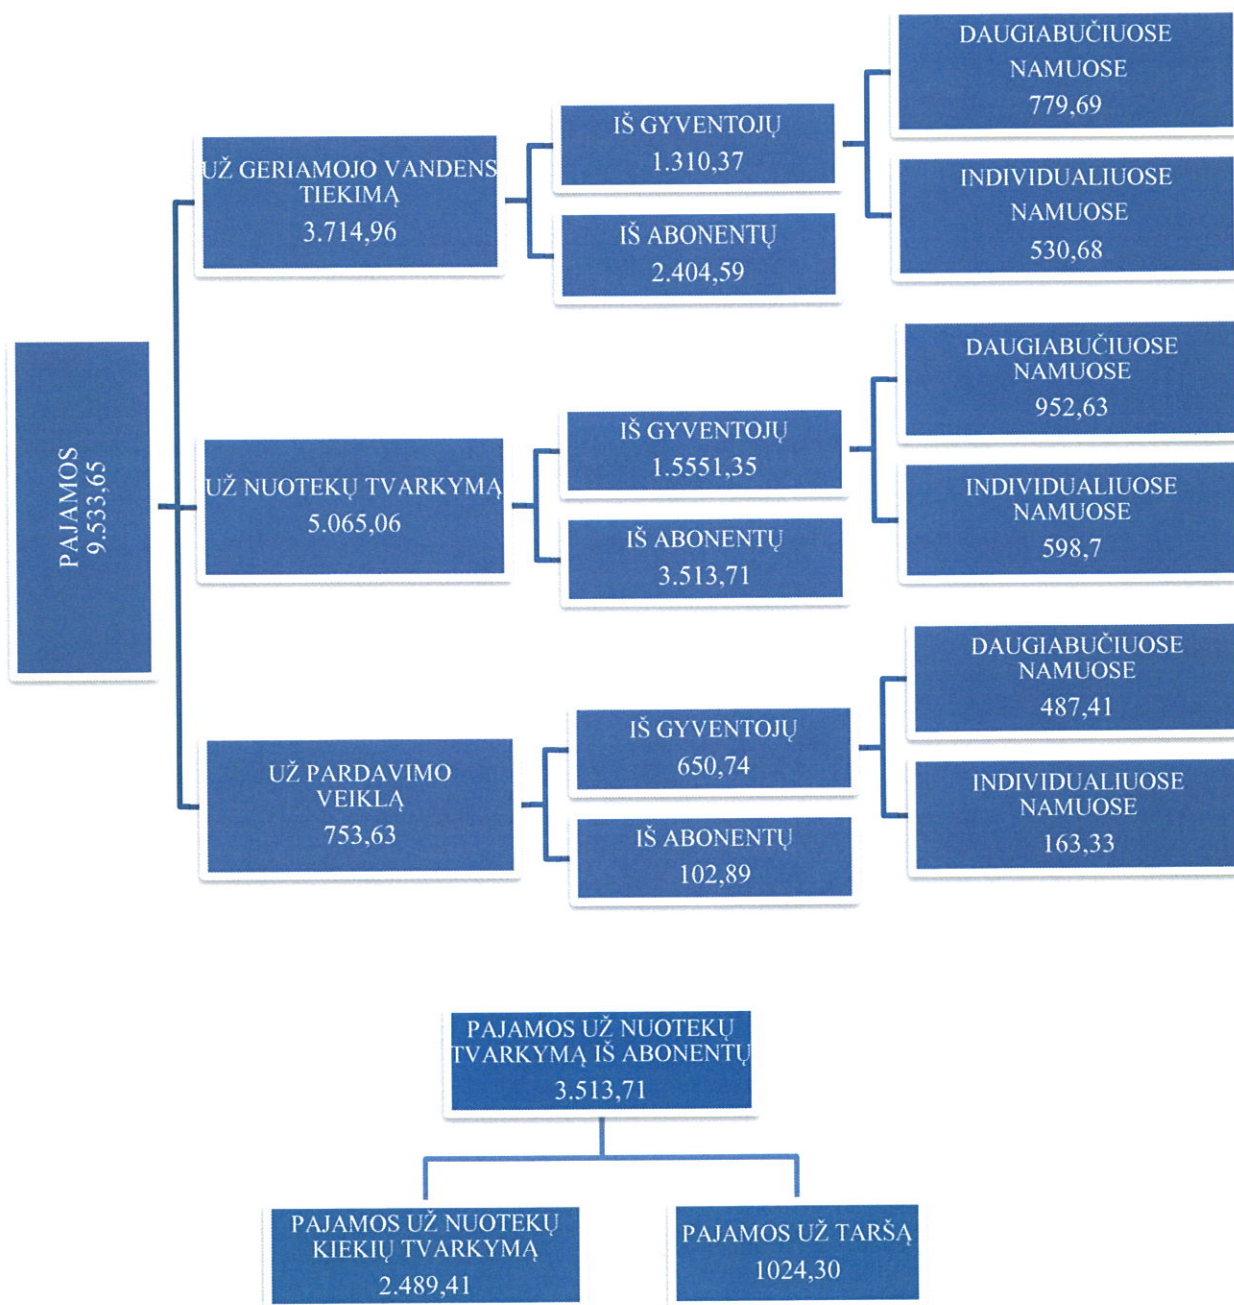 PAJAMOS
9.533,65
UŽ GERIAMOJO VANDENS
TIEKIMĄ
3.714,96
IŠ GYVENTOJŲ
1.310,37
DAUGIABUČIUOSE
NAMUOSE
779,69
INDIVIDUALIUOSE
NAMUOSE
530,68
IŠ ABONENTŲ
2.404,59
UŽ NUOTEKŲ TVARKYMĄ
5.065,06
IŠ GYVENTOJŲ
1.5551,35
DAUGIABUČIUOSE
NAMUOSE
952,63
INDIVIDUALIUOSE
NAMUOSE
598,7
IŠ ABONENTŲ
3.513,71
UŽ PARDAVIMO
VEIKLĄ
753,63
IŠ GYVENTOJŲ
650,74
DAUGIABUČIUOSE
NAMUOSE
487,41
INDIVIDUALIUOSE
NAMUOSE
163,33
IŠ ABONENTŲ
102,89
PAJAMOS UŽ NUOTEKŲ
TVARKYMĄ IŠ ABONENTŲ
3.513,71
PAJAMOS UŽ NUOTEKŲ
KIEKIŲ TVARKYMĄ
2.489,41
PAJAMOS UŽ TARŠĄ
1024,30